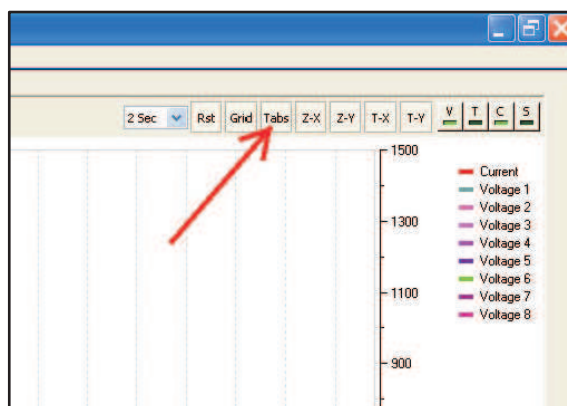 2 Sec Rst Grid Tabs Z-X Z-Y T-X T-Y V T C S
1500
1300
1100
900
Current
Voltage 1
Voltage 2
Voltage 3
Voltage 4
Voltage 5
Voltage 6
Voltage 7
Voltage 8